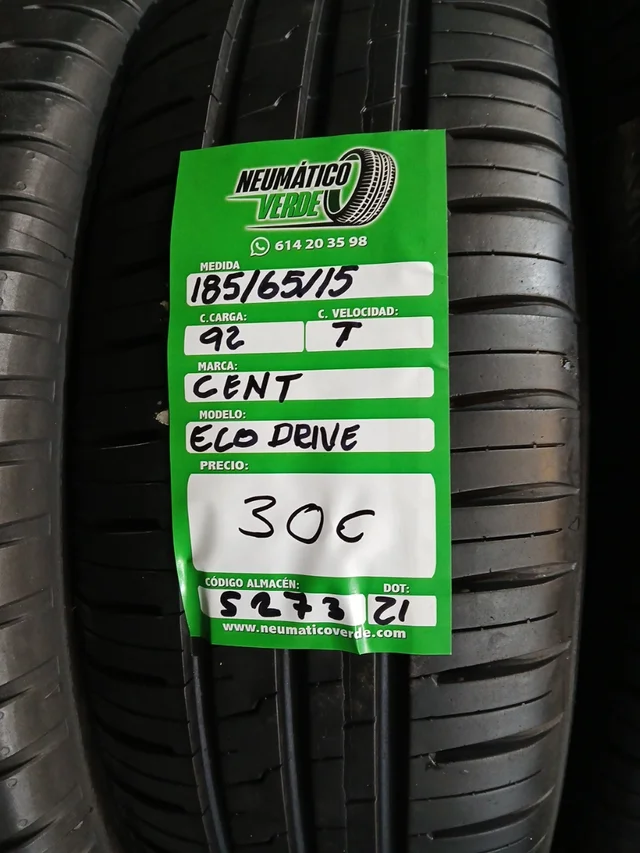 NEUMÁTICO
VERDE
614 20 35 98
MEDIDA
185/65/15
C.CARGA: C. VELOCIDAD:
92 T
MARCA:
CENT
MODELO:
ECO DRIVE
PRECIO:
30€
CÓDIGO ALMACÉN: DOT:
5273 21
www.neumaticoverde.com